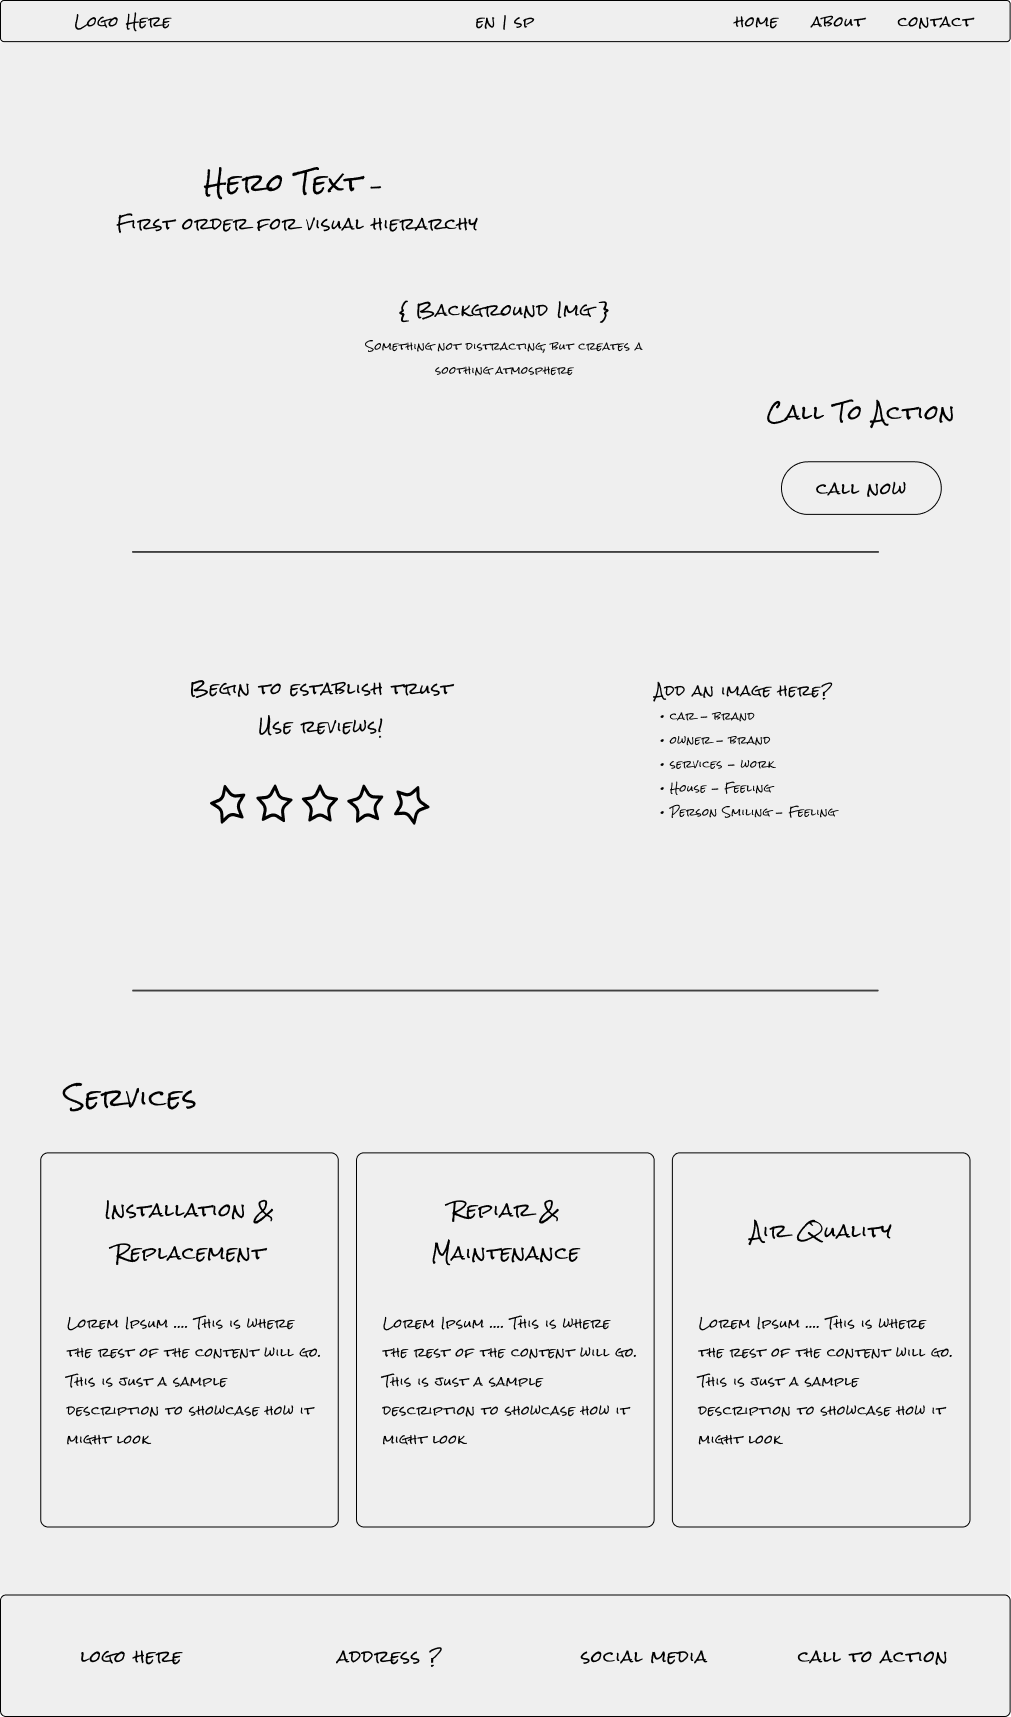 Logo Here
EN | SP
HOME
ABOUT
CONTACT
Hero Text -
First order for visual hierarchy
{ Background Img }
Something not distracting, but creates a
soothing atmosphere
Call To Action
CALL NOW
Begin to establish trust
Use reviews!
Add an image here?
• car - brand
• owner - brand
• services - work
• House - Feeling
• Person Smiling - Feeling
Services
Installation &
Replacement
Lorem Ipsum .... This is where
the rest of the content will go.
This is just a sample
description to showcase how it
might look
Repiar &
Maintenance
Lorem Ipsum .... This is where
the rest of the content will go.
This is just a sample
description to showcase how it
might look
Air Quality
Lorem Ipsum .... This is where
the rest of the content will go.
This is just a sample
description to showcase how it
might look
logo here
address ?
social media
call to action